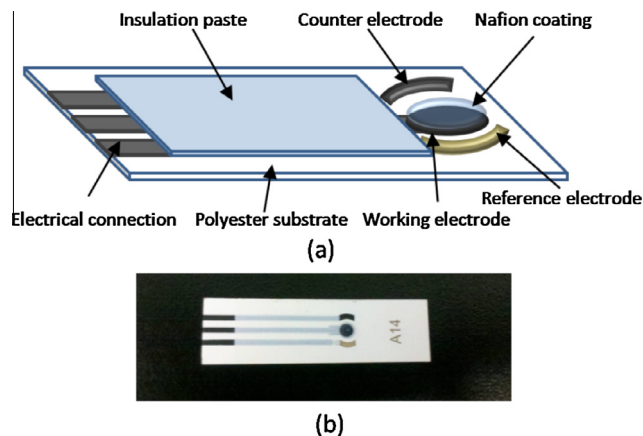 Insulation paste
Counter electrode
Nafion coating
Electrical connection
Polyester substrate
Working electrode
Reference electrode
(a)
A14
(b)